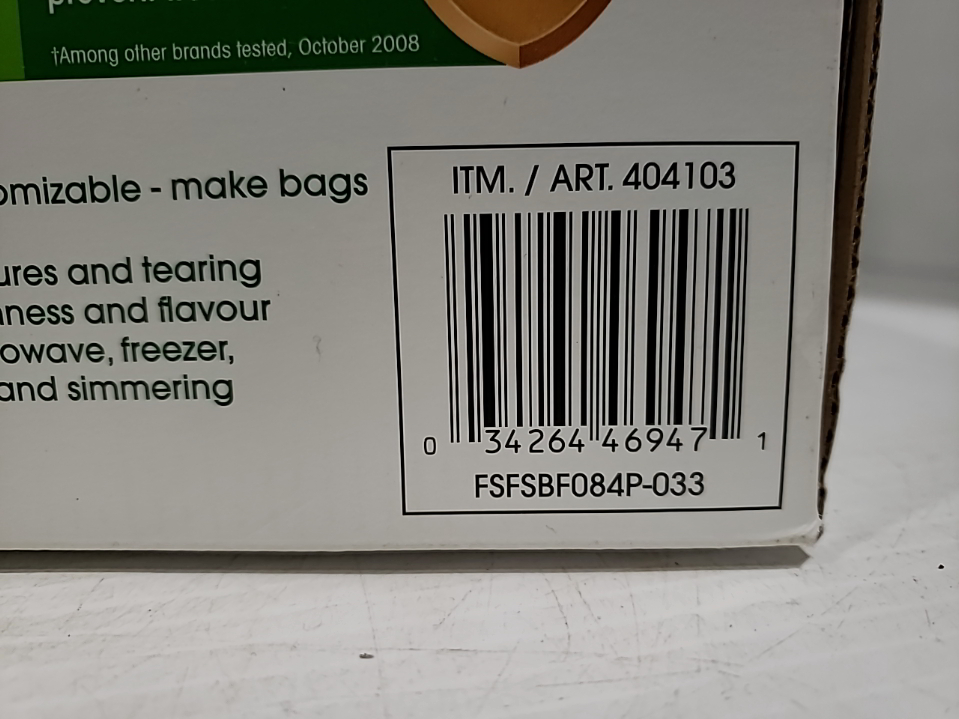 †Among other brands tested, October 2008
omizable - make bags
ures and tearing
ness and flavour
owave, freezer,
and simmering
ITM. / ART. 404103
0 34264 46947 1
FSFSBF084P-033